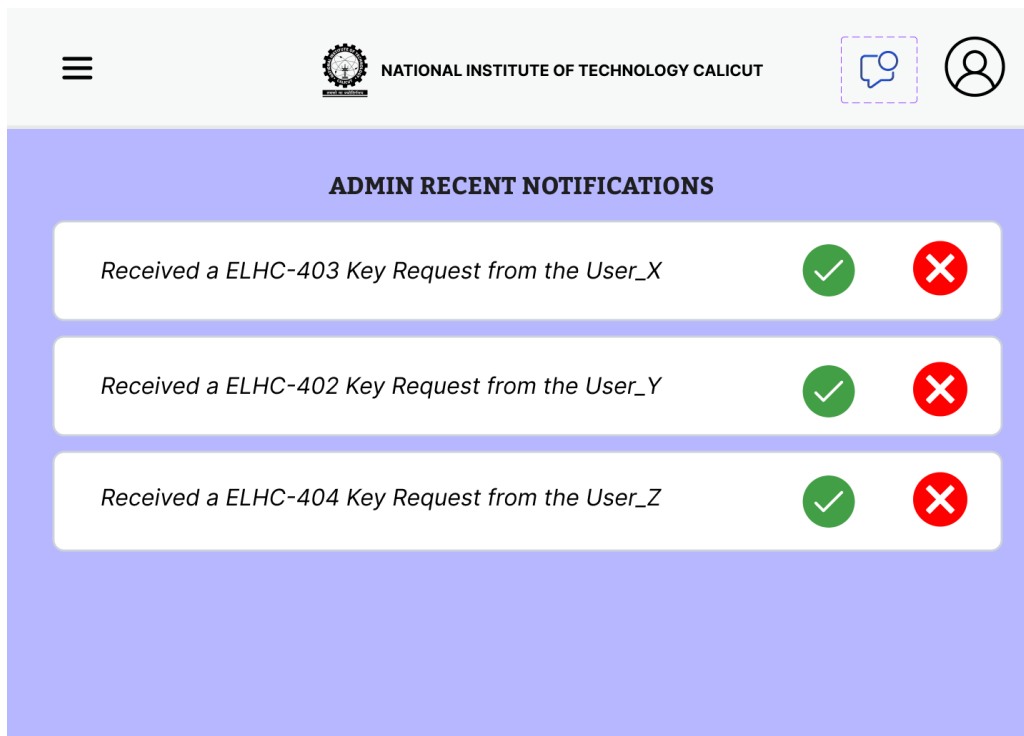 NATIONAL INSTITUTE OF TECHNOLOGY CALICUT
ADMIN RECENT NOTIFICATIONS
Received a ELHC-403 Key Request from the User_X
Received a ELHC-402 Key Request from the User_Y
Received a ELHC-404 Key Request from the User_Z